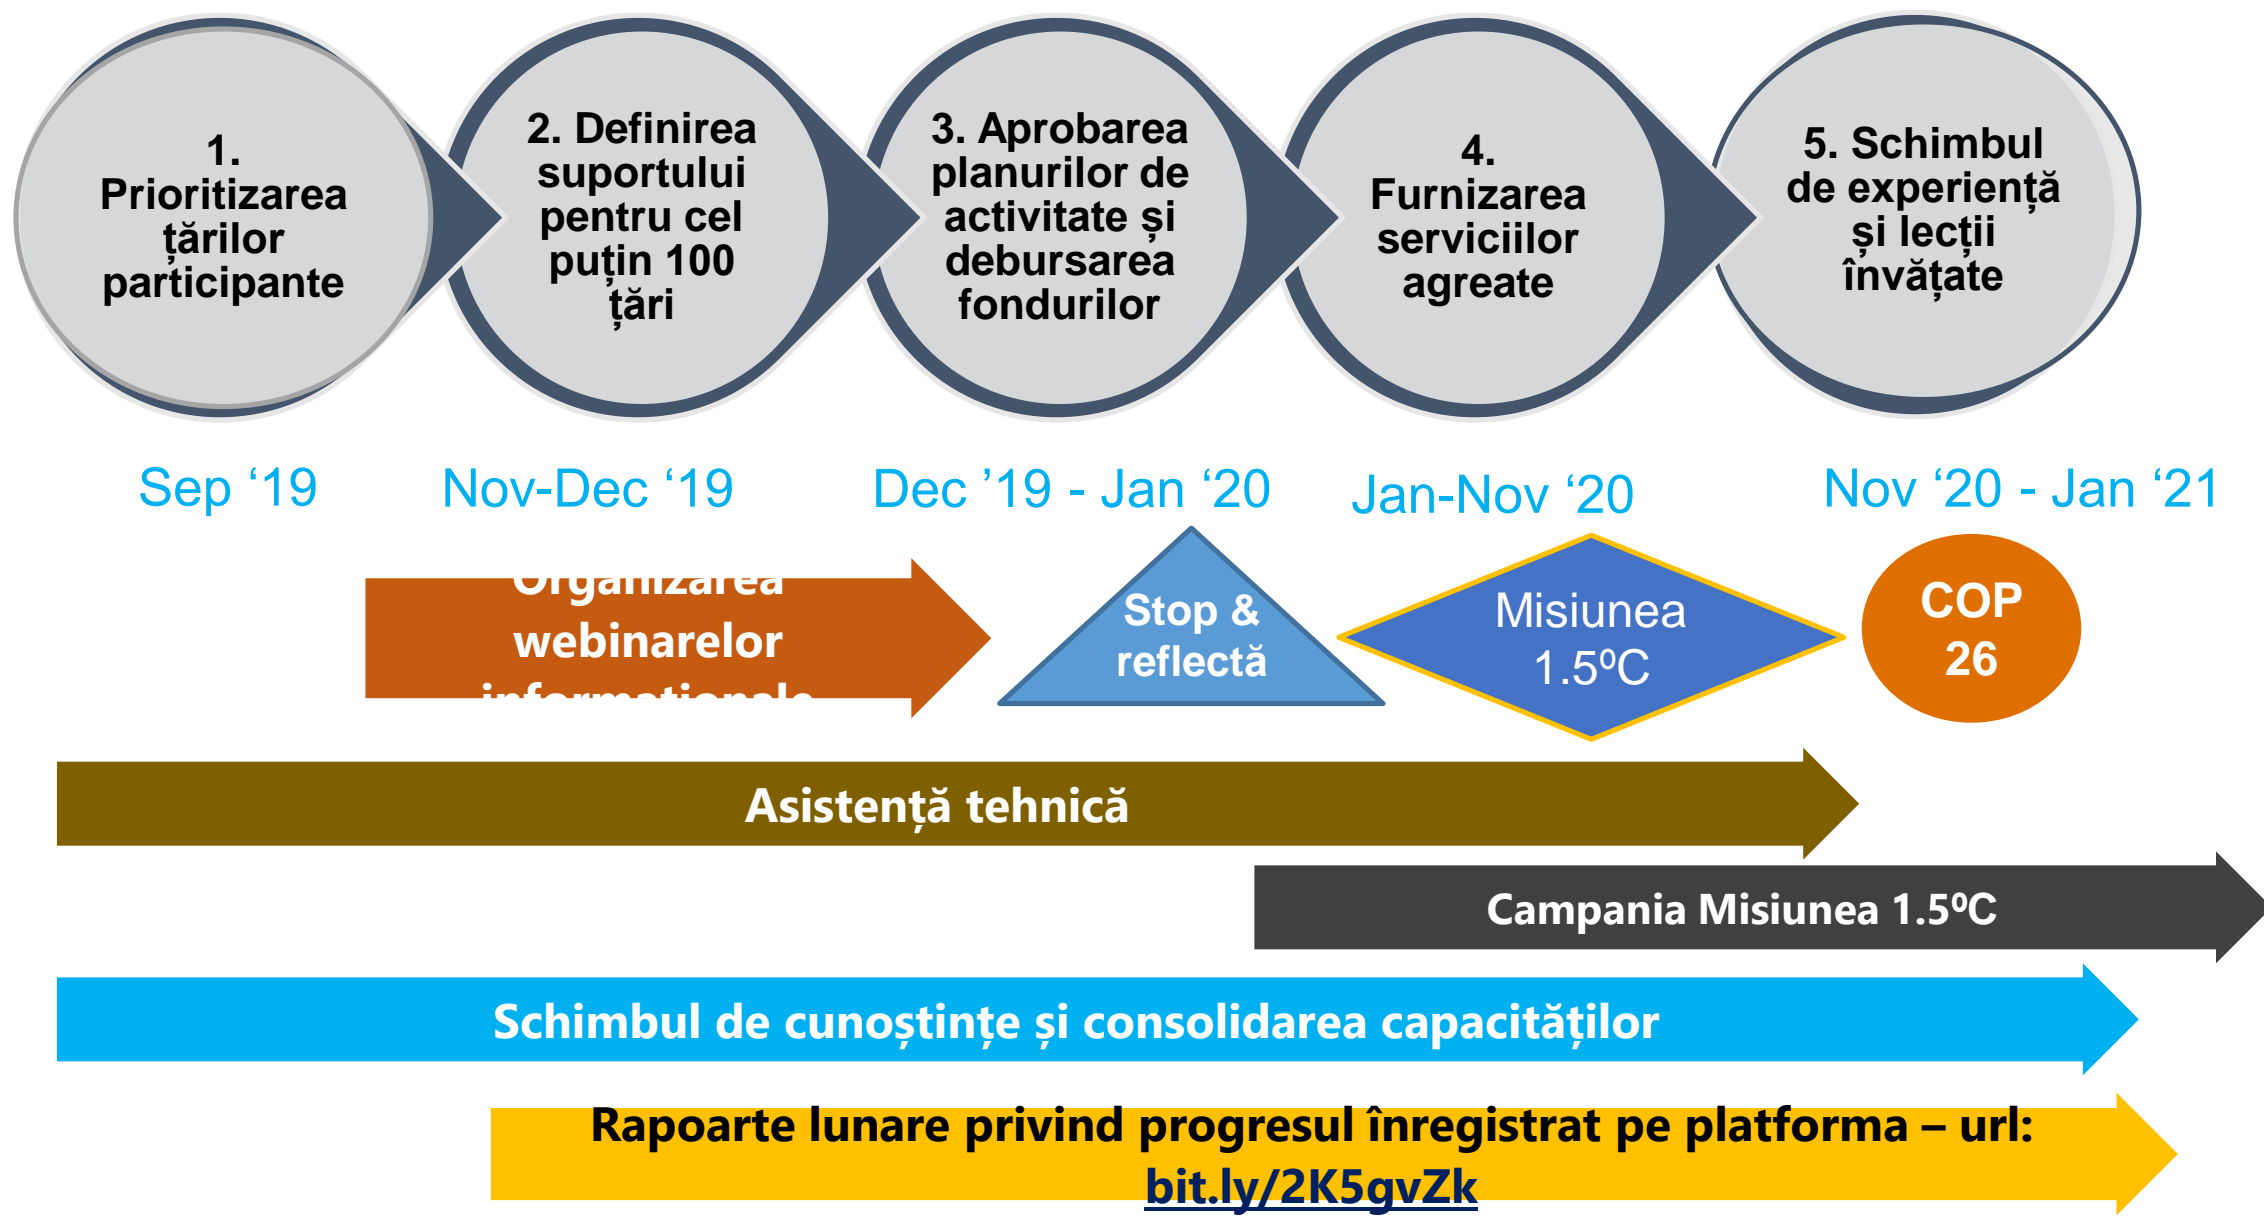 1.
Prioritizarea
țărilor
participante
2. Definirea
suportului
pentru cel
puțin 100
țări
3. Aprobarea
planurilor de
activitate și
debursarea
fondurilor
4.
Furnizarea
serviciilor
agreate
5. Schimbul
de experiență
și lecții
învățate
Sep ‘19
Nov-Dec ‘19
Dec ’19 - Jan ‘20
Jan-Nov ‘20
Nov ‘20 - Jan ‘21
Organizarea
webinarelor
informaționale
Stop &
reflectă
Misiunea
1.5⁰C
COP
26
Asistență tehnică
Campania Misiunea 1.5⁰C
Schimbul de cunoștințe și consolidarea capacităților
Rapoarte lunare privind progresul înregistrat pe platforma – url:
bit.ly/2K5gvZk